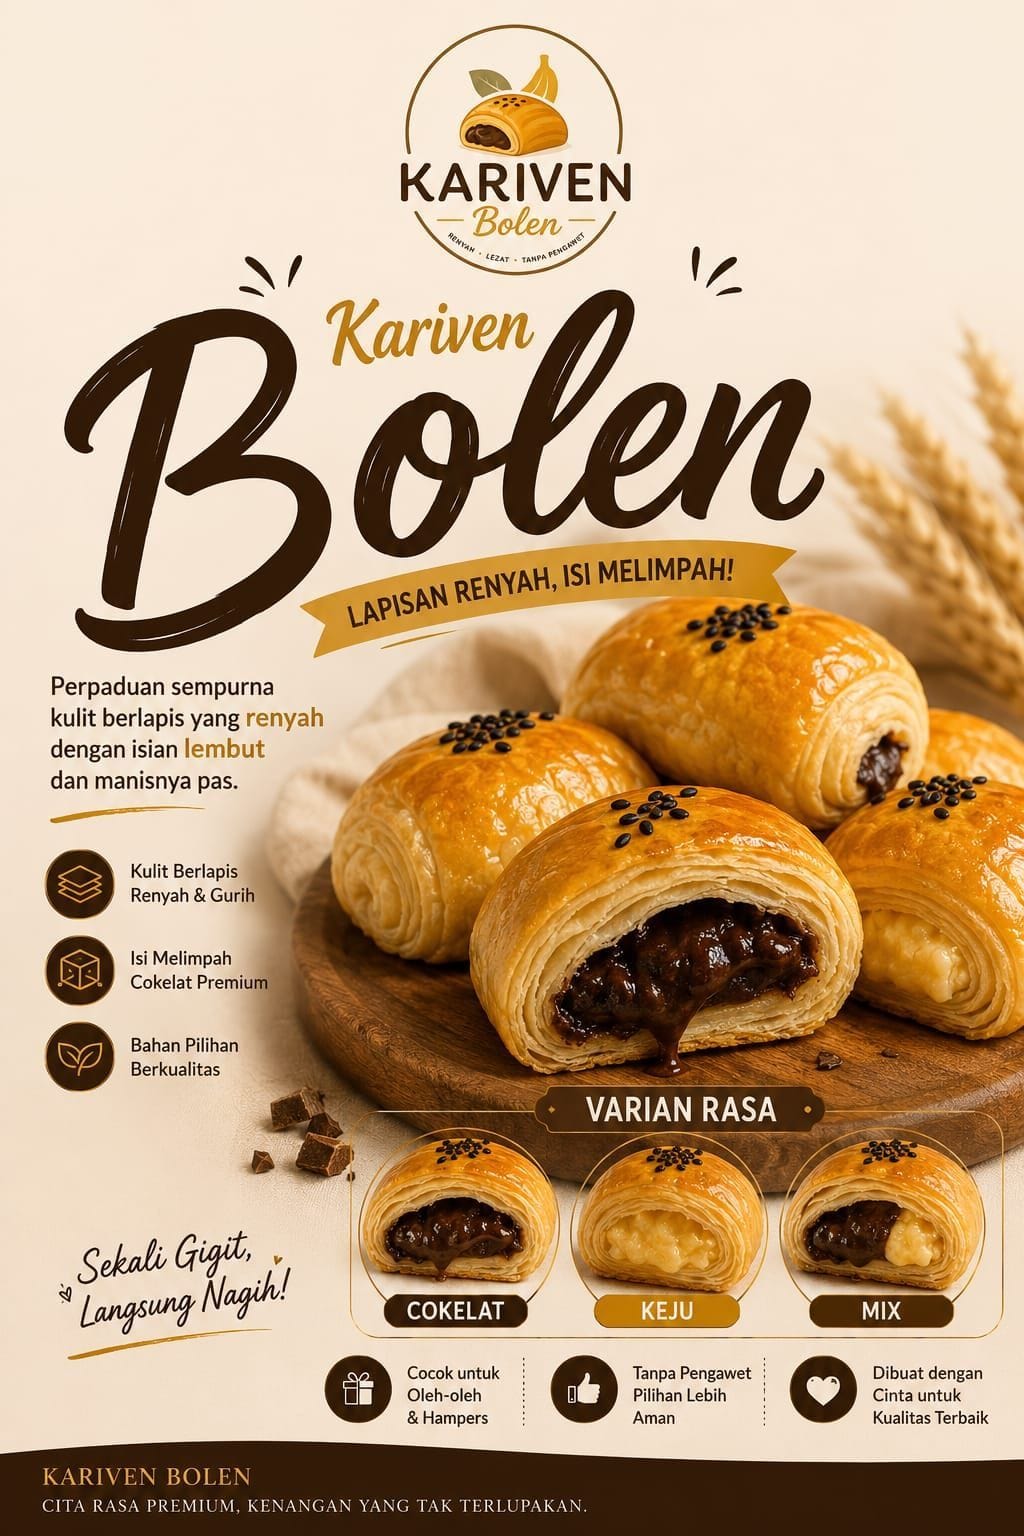 KARIVEN
Bolen
RENYAH • LEZAT • TANPA PENGAWET
Kariven
Bolen
LAPISAN RENYAH, ISI MELIMPAH!
Perpaduan sempurna
kulit berlapis yang renyah
dengan isian lembut
dan manisnya pas.
Kulit Berlapis
Renyah & Gurih
Isi Melimpah
Cokelat Premium
Bahan Pilihan
Berkualitas
VARIAN RASA
COKELAT
KEJU
MIX
Sekali Gigit,
Langsung Nagih!
Cocok untuk
Oleh-oleh
& Hampers
Tanpa Pengawet
Pilihan Lebih
Aman
Dibuat dengan
Cinta untuk
Kualitas Terbaik
KARIVEN BOLEN
CITA RASA PREMIUM, KENANGAN YANG TAK TERLUPAKAN.